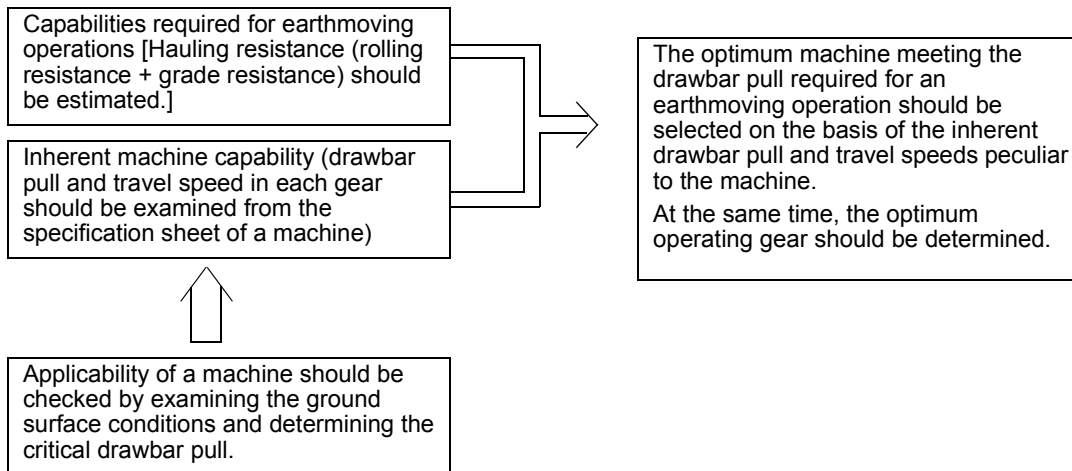 Capabilities required for earthmoving
operations [Hauling resistance (rolling
resistance + grade resistance) should
be estimated.]
Inherent machine capability (drawbar
pull and travel speed in each gear
should be examined from the
specification sheet of a machine)
Applicability of a machine should be
checked by examining the ground
surface conditions and determining the
critical drawbar pull.
The optimum machine meeting the
drawbar pull required for an
earthmoving operation should be
selected on the basis of the inherent
drawbar pull and travel speeds peculiar
to the machine.
At the same time, the optimum
operating gear should be determined.